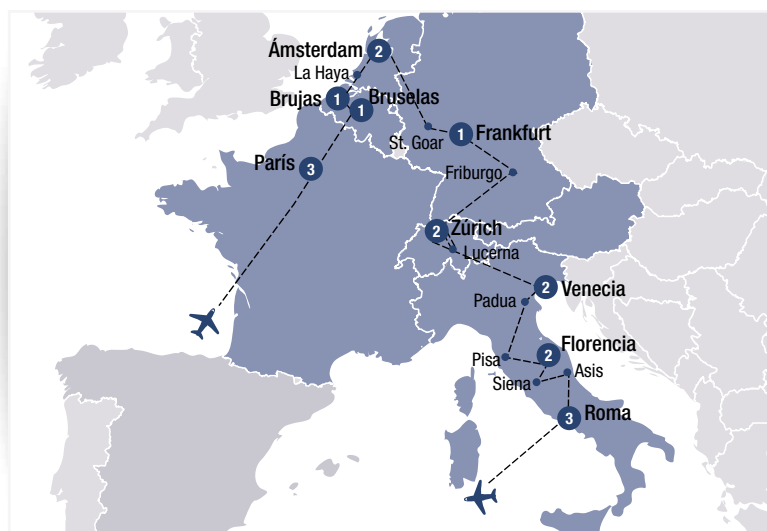 Ámsterdam
2
La Haya
Brujas
1
Bruselas
1
St. Goar
1
Frankfurt
París
3
Friburgo
2
Zúrich
Lucerna
2
Venecia
Padua
Florencia
2
Pisa
Asis
Siena
3
Roma